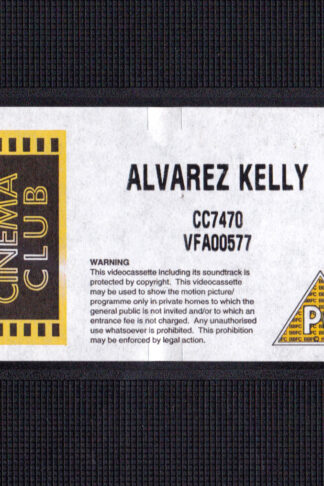 CINEMA
CLUB
ALVAREZ KELLY
CC7470
VFA00577
WARNING
This videocassette including its soundtrack is
protected by copyright. This videocassette
may be used to show the motion picture/
programme only in private homes to which the
general public is not invited and/or to which an
entrance fee is not charged. Any unauthorised
use whatsoever is prohibited. This prohibition
may be enforced by legal action.
P